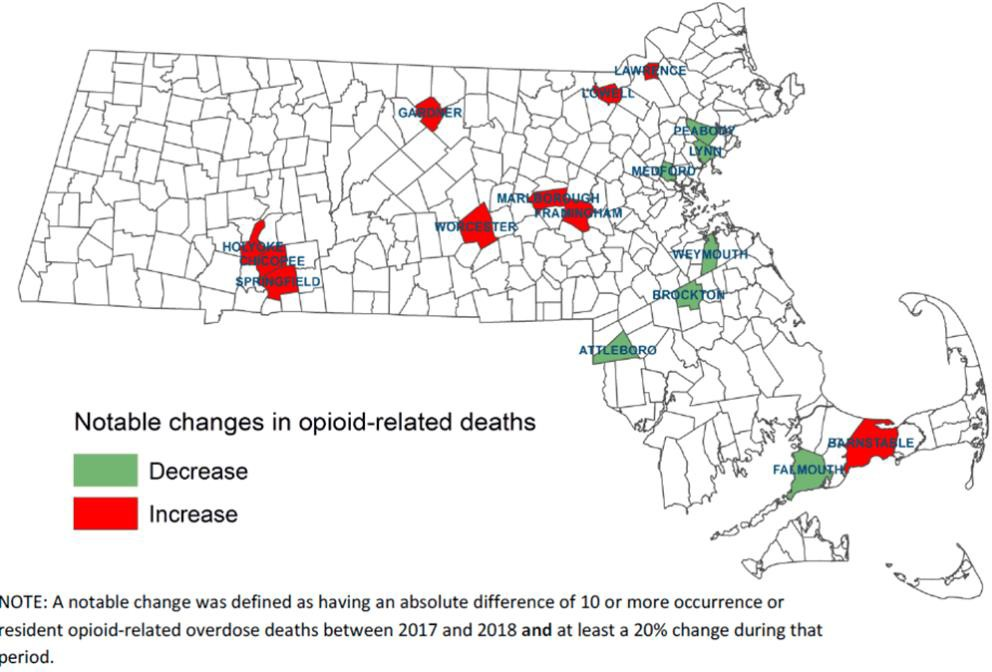 LAWRENCE
LOWELL
GARDNER
PEABODY
LYNN
MEDFORD
MARLBOROUGH
FRAMINGHAM
WORCESTER
HOLYOKE
CHICOPEE
SPRINGFIELD
WEYMOUTH
BROCKTON
ATTLEBORO
Notable changes in opioid-related deaths
Decrease
Increase
BARNSTABLE
FALMOUTH
NOTE: A notable change was defined as having an absolute difference of 10 or more occurrence or
resident opioid-related overdose deaths between 2017 and 2018 and at least a 20% change during that
period.